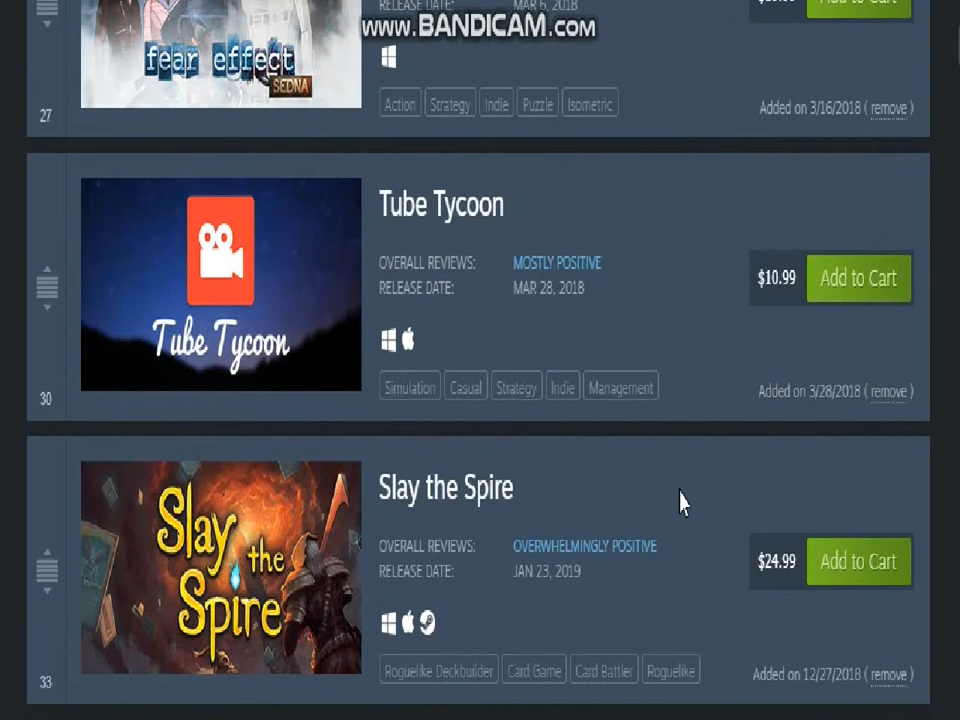 RELEASE DATE: MAR 6, 2018
Add to Cart
www.BANDICAM.com
fear effect
SEDNA
Action Strategy Indie Puzzle Isometric
27
Added on 3/16/2018 ( remove )
Tube Tycoon
OVERALL REVIEWS: MOSTLY POSITIVE
RELEASE DATE: MAR 28, 2018
$10.99 Add to Cart
Tube Tycoon
Simulation Casual Strategy Indie Management
30
Added on 3/28/2018 ( remove )
Slay the Spire
OVERALL REVIEWS: OVERWHELMINGLY POSITIVE
RELEASE DATE: JAN 23, 2019
$24.99 Add to Cart
Slay
the
Spire
Roguelike Deckbuilder Card Game Card Battler Roguelike
33
Added on 12/27/2018 ( remove )